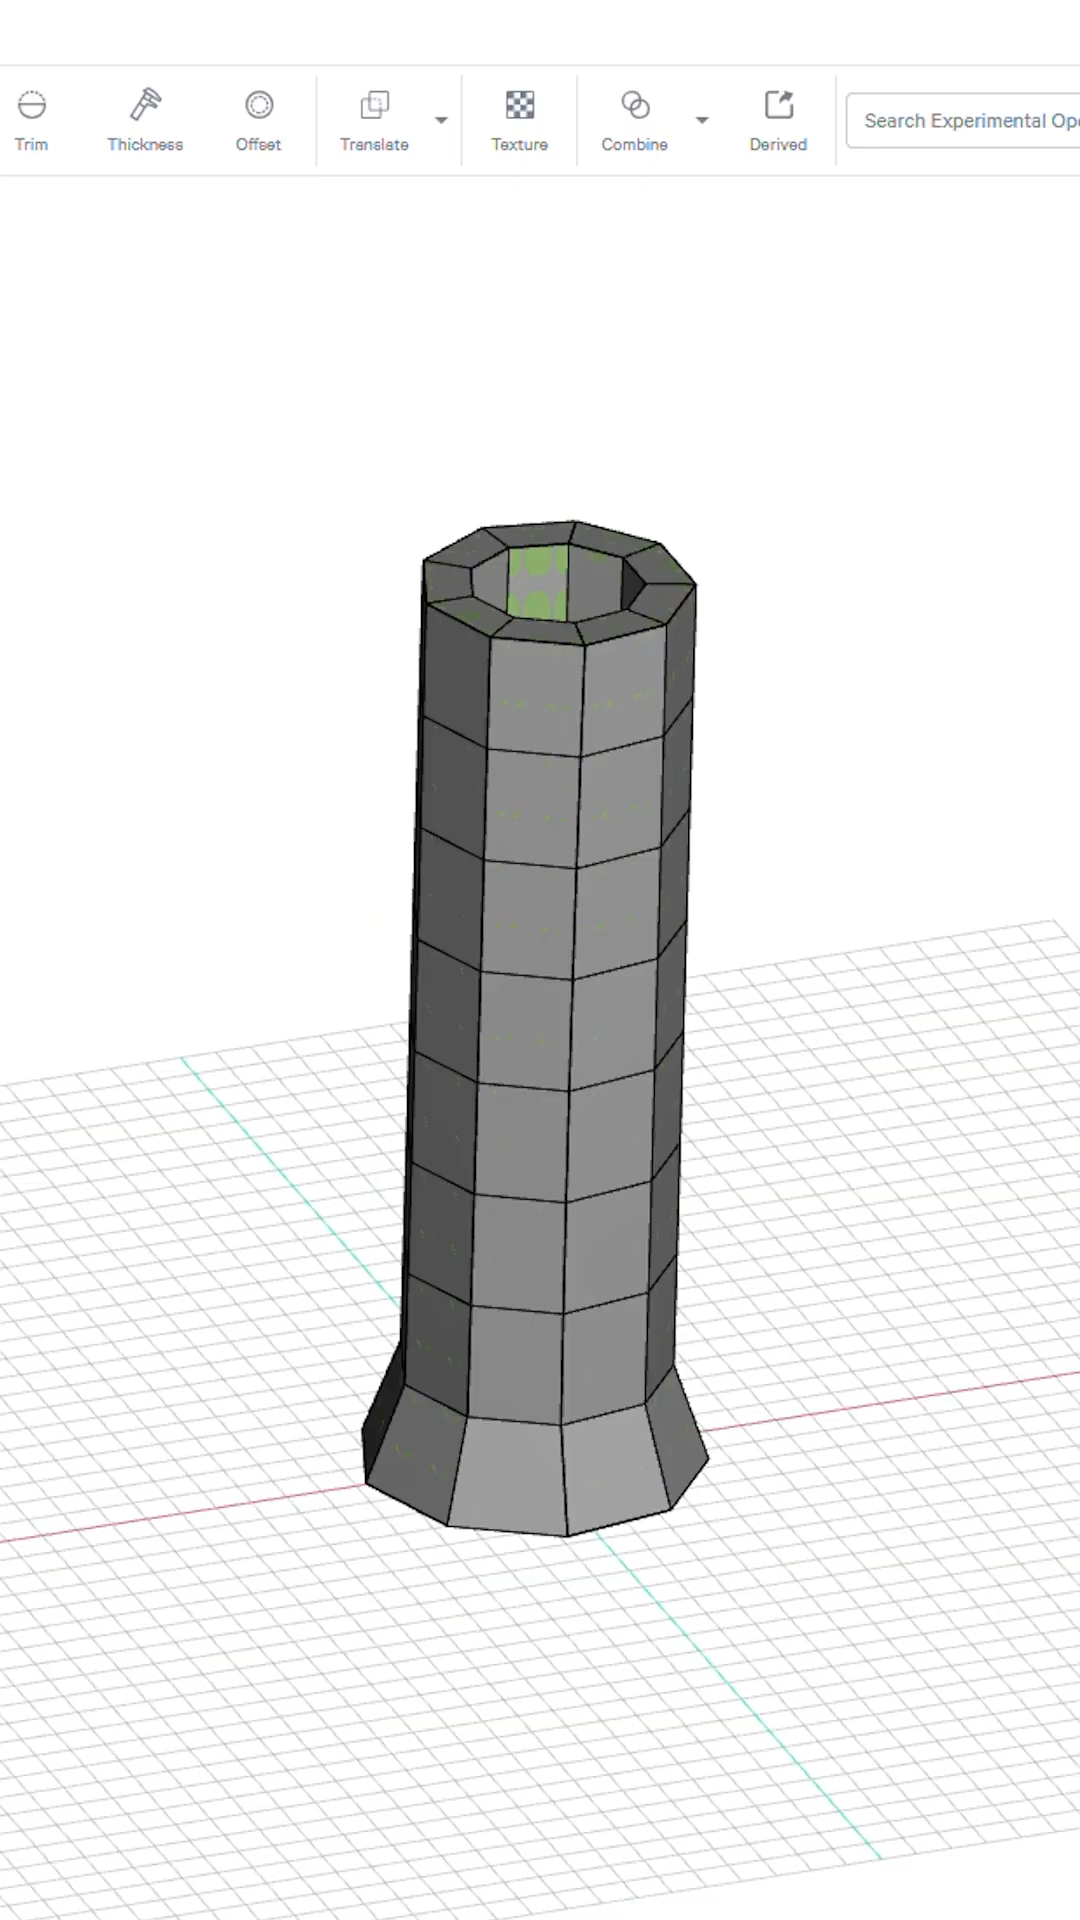 Trim
Thickness
Offset
Translate
Texture
Combine
Derived
Search Experimental Op